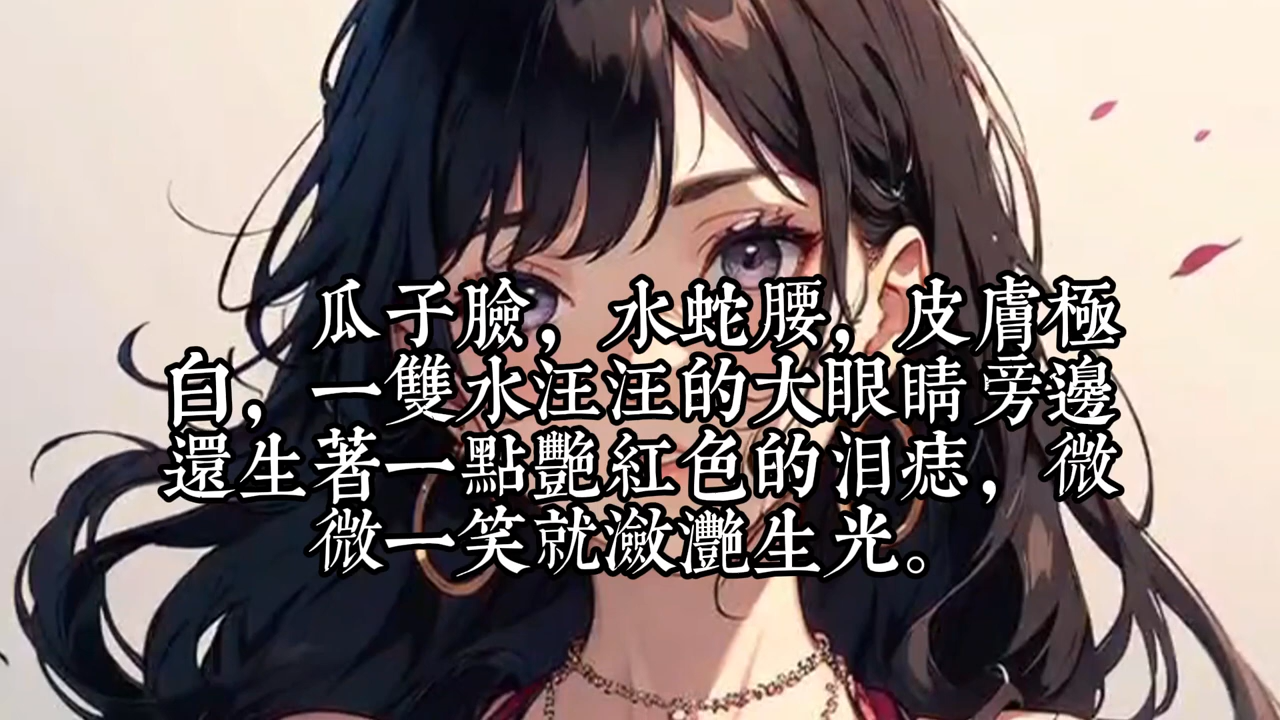 瓜子臉，水蛇腰，皮膚極
白，一雙水汪汪的大眼睛旁邊
還生著一點艷紅色的泪痣，微
微一笑就瀲灧生光。